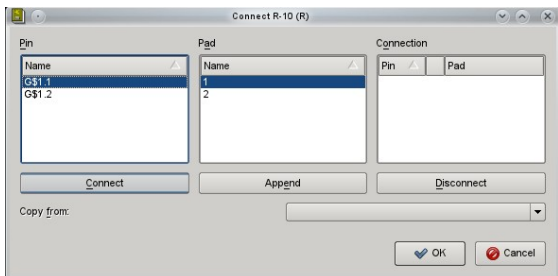 Connect R-10 (R)
Pin Pad Connection
Name Name Pin Pad
G$1.1 1
G$1.2 2
Connect Append Disconnect
Copy from:
OK Cancel